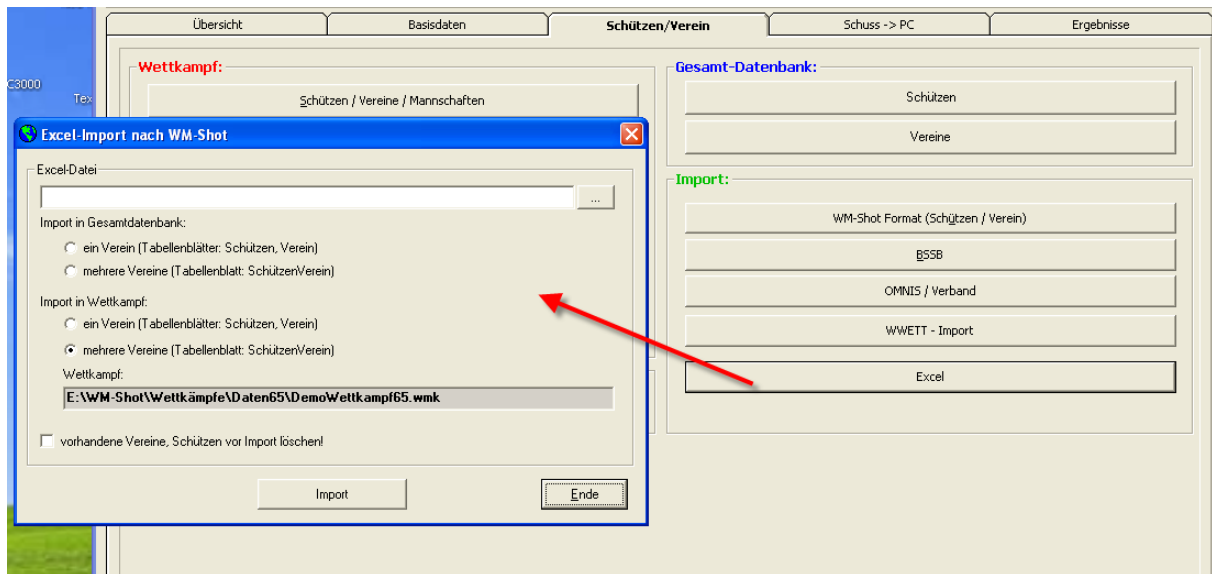 Übersicht
Basisdaten
Schützen/Verein
Schuss -> PC
Ergebnisse
C3000
Tex
Wettkampf:
Schützen / Vereine / Mannschaften
Gesamt-Datenbank:
Schützen
Vereine
Import:
WM-Shot Format (Schützen / Verein)
BSSB
OMNIS / Verband
WWETT - Import
Excel
Excel-Import nach WM-Shot
Excel-Datei
...
Import in Gesamtdatenbank:
ein Verein (Tabellenblätter: Schützen, Verein)
mehrere Vereine (Tabellenblatt: SchützenVerein)
Import in Wettkampf:
ein Verein (Tabellenblätter: Schützen, Verein)
mehrere Vereine (Tabellenblatt: SchützenVerein)
Wettkampf:
E:\WM-Shot\Wettkämpfe\Daten65\DemoWettkampf65.wmk
vorhandene Vereine, Schützen vor Import löschen!
Import
Ende